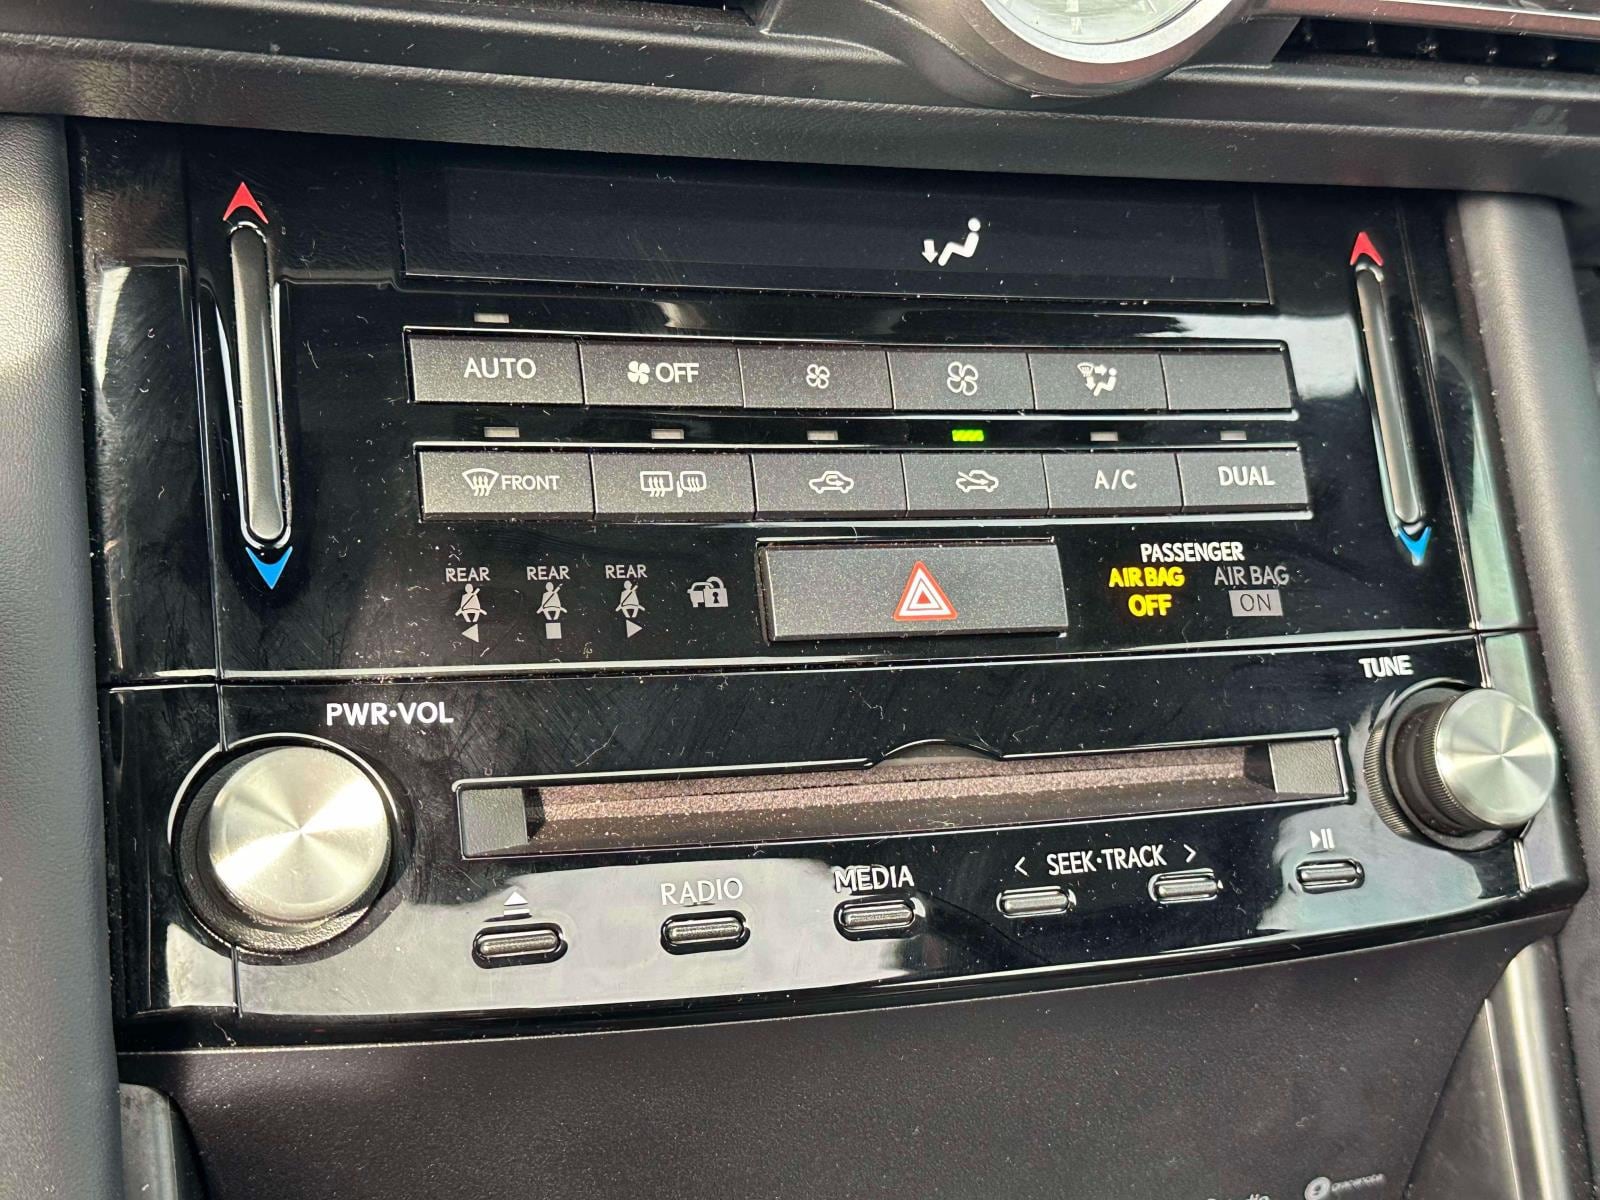 AUTO OFF
FRONT A/C DUAL
REAR REAR REAR
PASSENGER
AIR BAG AIR BAG
OFF ON
TUNE
PWR·VOL
< SEEK·TRACK >
RADIO MEDIA